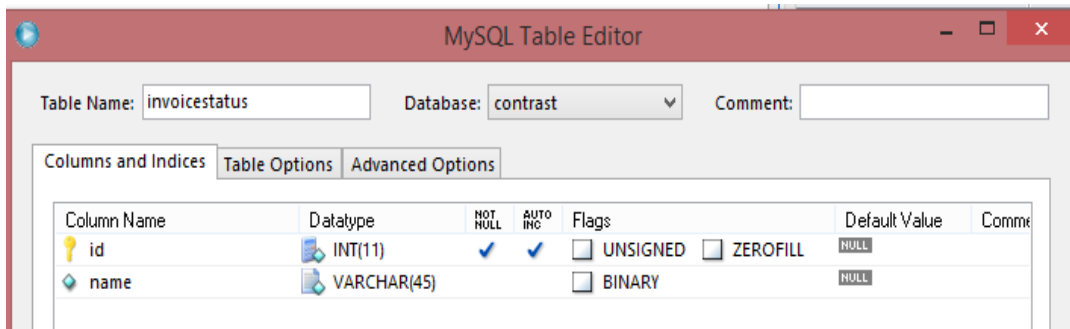 MySQL Table Editor
Table Name: invoicestatus Database: contrast Comment:
Columns and Indices Table Options Advanced Options
Column Name Datatype NOT NULL AUTO INC Flags Default Value Comme
id INT(11) UNSIGNED ZEROFILL NULL
name VARCHAR(45) BINARY NULL